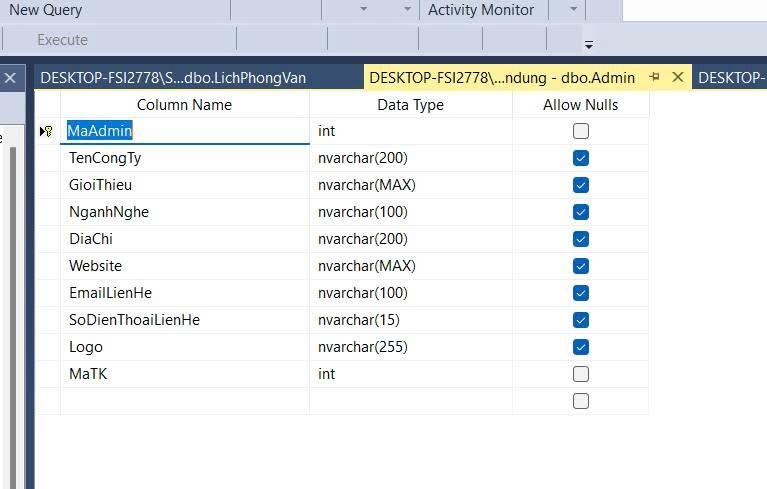 New Query Activity Monitor
Execute
DESKTOP-FSI2778\S...dbo.LichPhongVan DESKTOP-FSI2778\...ndung - dbo.Admin DESKTOP-
Column Name Data Type Allow Nulls
MaAdmin int
TenCongTy nvarchar(200)
GioiThieu nvarchar(MAX)
NganhNghe nvarchar(100)
DiaChi nvarchar(200)
Website nvarchar(MAX)
EmailLienHe nvarchar(100)
SoDienThoaiLienHe nvarchar(15)
Logo nvarchar(255)
MaTK int